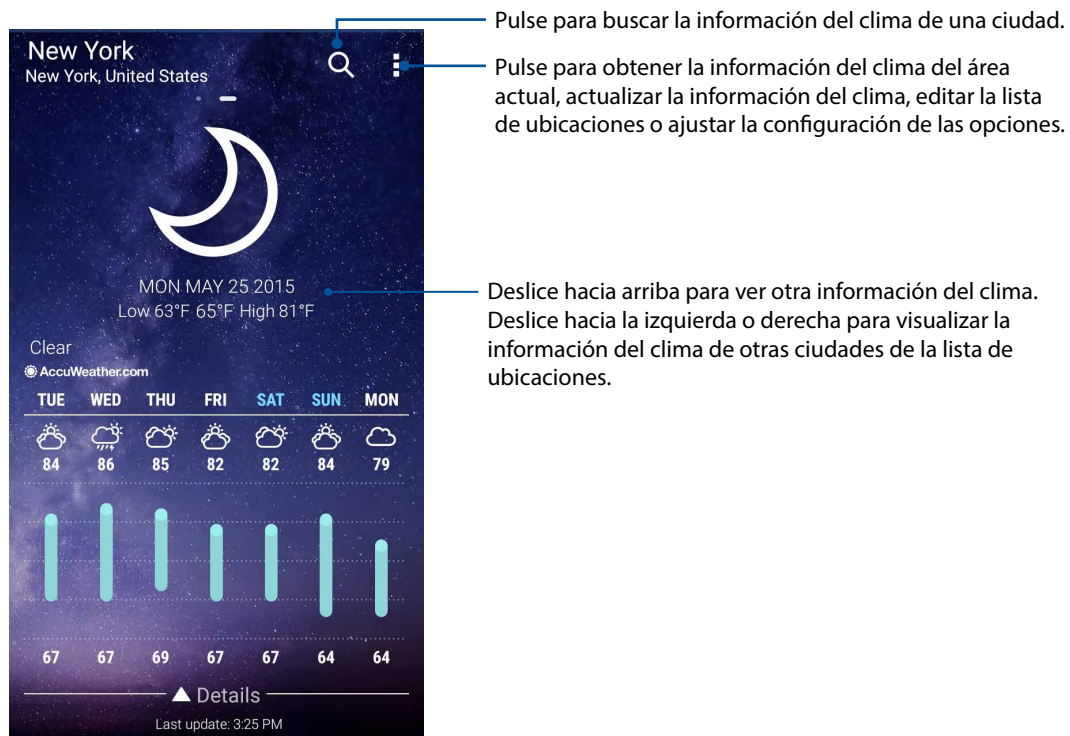 Pulse para buscar la información del clima de una ciudad.
Pulse para obtener la información del clima del área
actual, actualizar la información del clima, editar la lista
de ubicaciones o ajustar la configuración de las opciones.
New York
New York, United States
MON MAY 25 2015
Low 63°F 65°F High 81°F
Deslice hacia arriba para ver otra información del clima.
Deslice hacia la izquierda o derecha para visualizar la
información del clima de otras ciudades de la lista de
ubicaciones.
Clear
AccuWeather.com
TUE WED THU FRI SAT SUN MON
84 86 85 82 82 84 79
67 67 69 67 67 64 64
Details
Last update: 3:25 PM